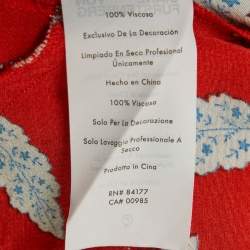 100% Viscosa
Exclusivo De La Decoración
Limpiado En Seco Profesional
Únicamente
Hecho en China
100% Viscosa
Solo Per La Decorazione
Solo Lavaggio Professionale A
Secco
Prodotto in Cina
RN# 84177
CA# 00985